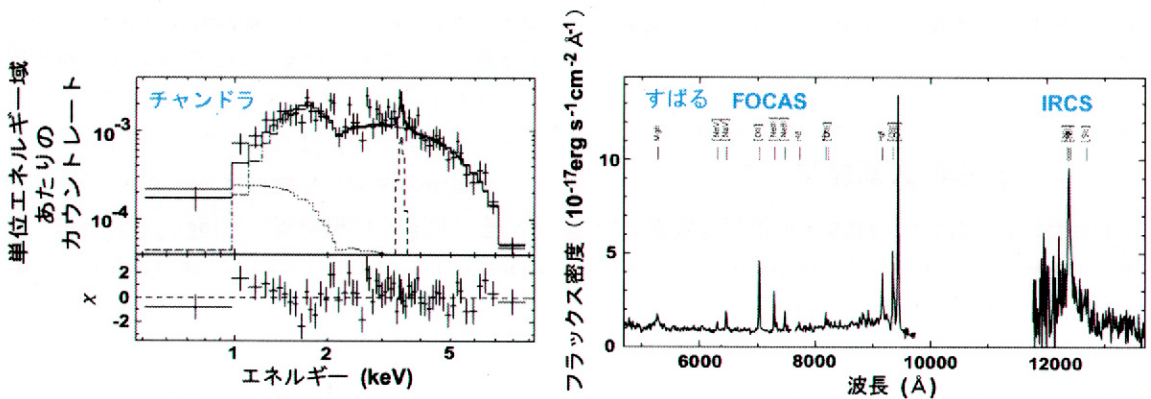 単位エネルギー域
あたりの
カウントレート
チャンドラ
10-3
10-4
χ
2
0
-2
1
2
5
エネルギー (keV)
フラックス密度 (10-17erg s-1cm-2 Å-1)
すばる FOCAS
IRCS
10
5
0
6000
8000
10000
12000
波長 (Å)